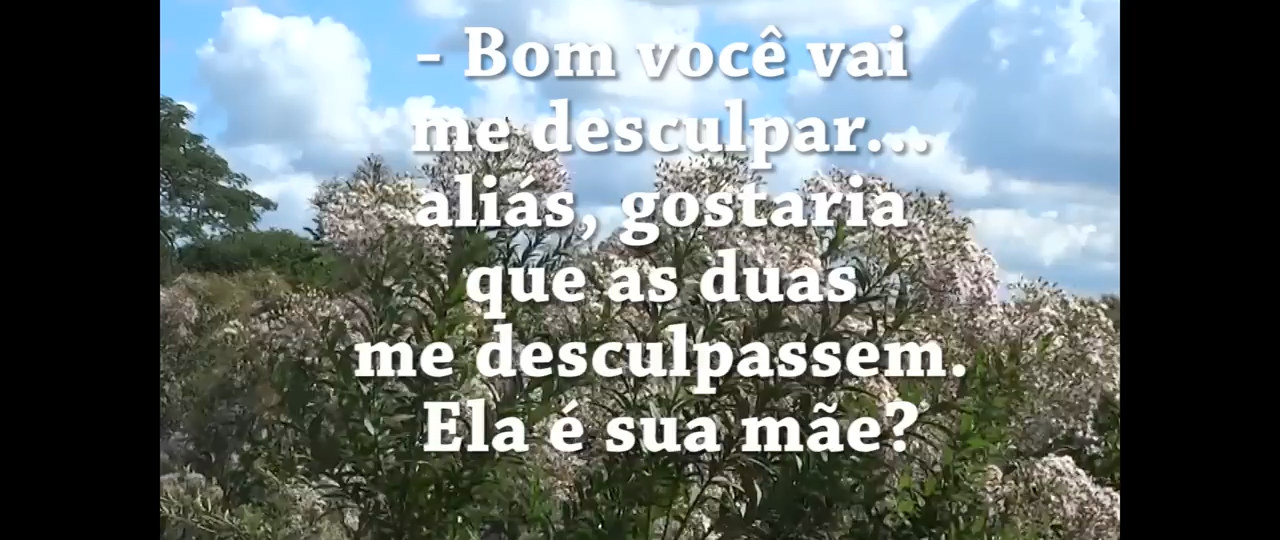 - Bom você vai
me desculpar...
aliás, gostaria
que as duas
me desculpassem.
Ela é sua mãe?